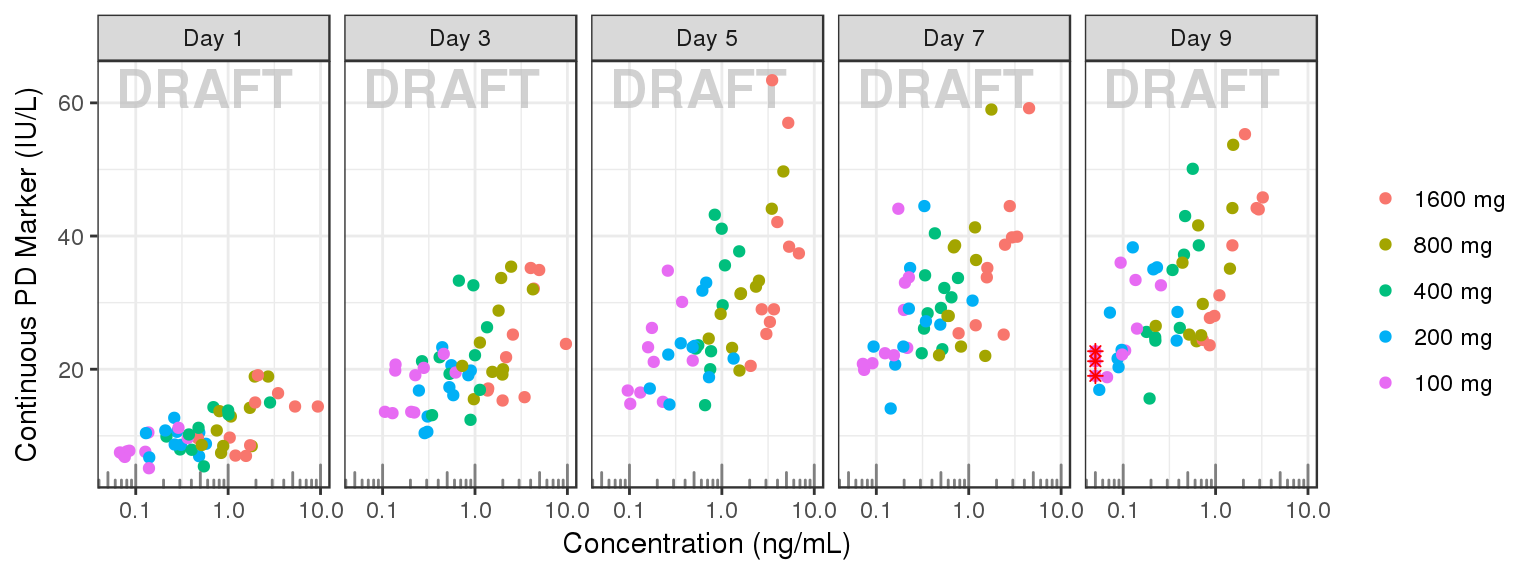 Day 1 Day 3 Day 5 Day 7 Day 9
DRAFT DRAFT DRAFT DRAFT DRAFT
60
40
20
Continuous PD Marker (IU/L)
0.1 1.0 10.0 0.1 1.0 10.0 0.1 1.0 10.0 0.1 1.0 10.0 0.1 1.0 10.0
Concentration (ng/mL)
1600 mg
800 mg
400 mg
200 mg
100 mg